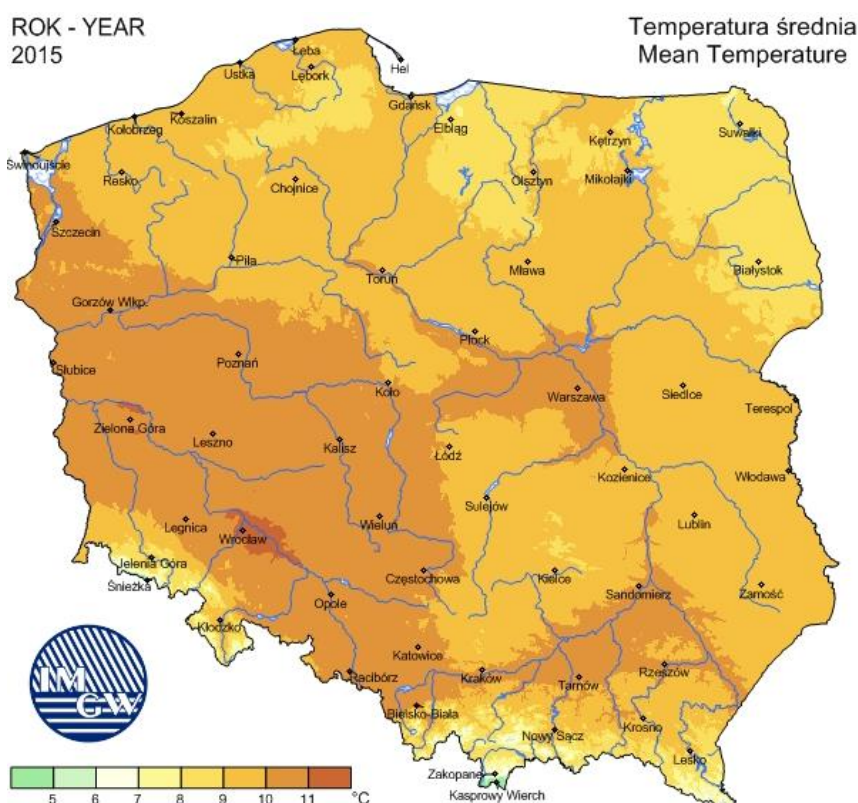 ROK - YEAR
2015
Temperatura średnia
Mean Temperature
Łeba
Hel
Ustka
Lębork
Gdańsk
Koszalin
Kołobrzeg
Elbląg
Kętrzyn
Suwałki
Świnoujście
Resko
Chojnice
Olsztyn
Mikołajki
Szczecin
Piła
Toruń
Mława
Białystok
Gorzów Wlkp.
Płock
Słubice
Poznań
Koło
Warszawa
Siedlce
Terespol
Zielona Góra
Leszno
Kalisz
Łódź
Kozienice
Włodawa
Sulejów
Legnica
Wrocław
Wieluń
Lublin
Jelenia Góra
Śnieżka
Częstochowa
Kielce
Sandomierz
Zamość
Opole
Kłodzko
Katowice
Racibórz
Kraków
Tarnów
Rzeszów
Bielsko-Biała
Nowy Sącz
Krosno
Lesko
Zakopane
Kasprowy Wierch
IM
GW
5 6 7 8 9 10 11 °C